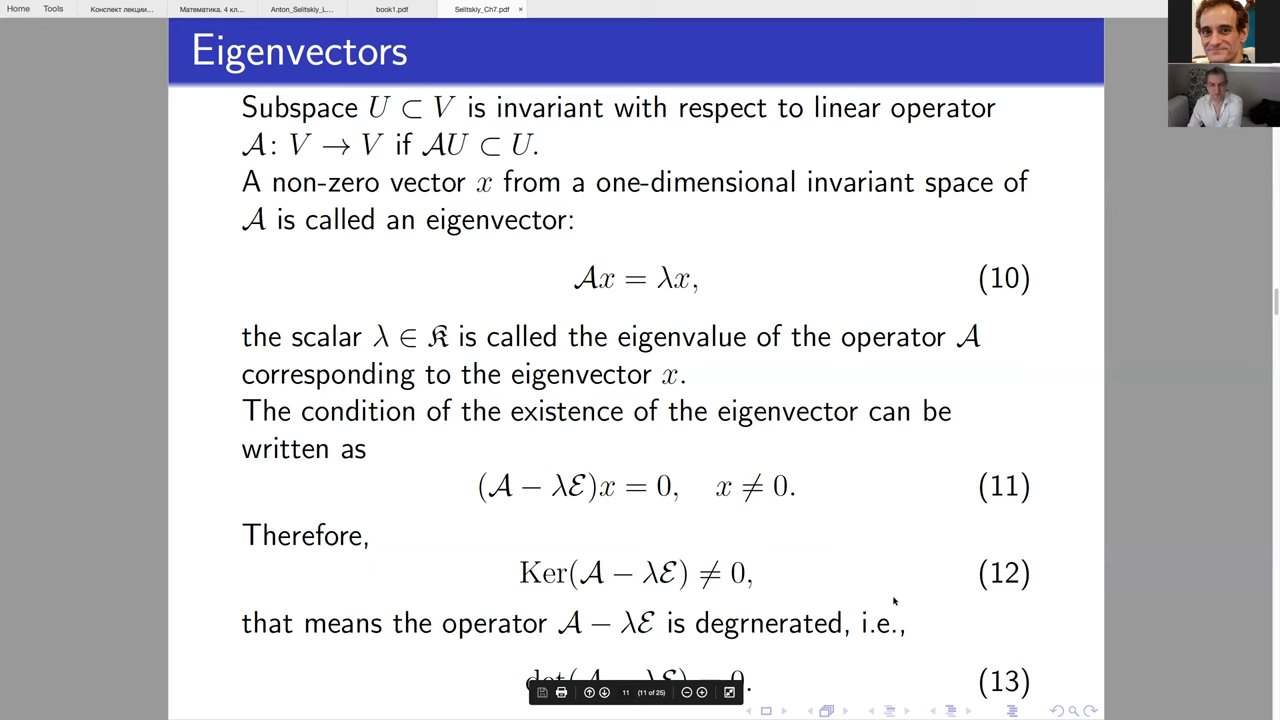 Home Tools Конспект лекции... Математика. 4 кл... Anton_Selitskiy_L... book1.pdf Selitskiy_Ch7.pdf ×
Eigenvectors
Subspace U ⊂ V is invariant with respect to linear operator
𝒜: V → V if 𝒜U ⊂ U.
A non-zero vector x from a one-dimensional invariant space of
𝒜 is called an eigenvector:
𝒜x = λx, (10)
the scalar λ ∈ 𝔎 is called the eigenvalue of the operator 𝒜
corresponding to the eigenvector x.
The condition of the existence of the eigenvector can be
written as
(𝒜 − λℰ)x = 0, x ≠ 0. (11)
Therefore,
Ker(𝒜 − λℰ) ≠ 0, (12)
that means the operator 𝒜 − λℰ is degrnerated, i.e.,
det(𝒜 − λℰ) = 0. (13)
11 (11 of 25)